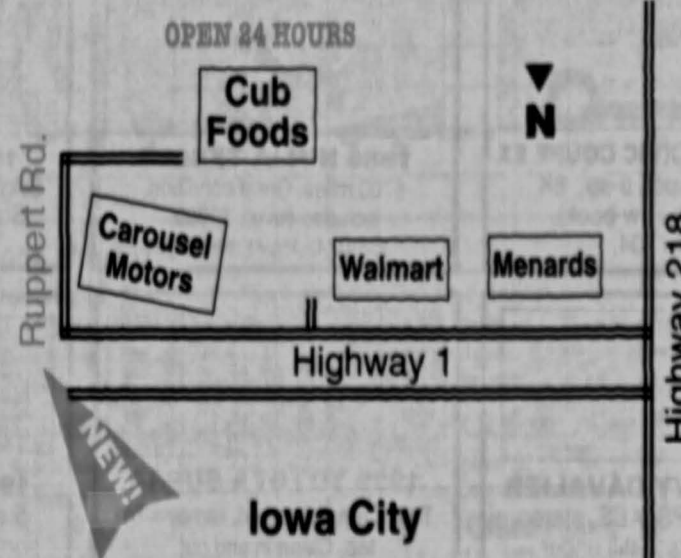 OPEN 24 HOURS
Cub
Foods
N
Ruppert Rd.
Carousel
Motors
Walmart
Menards
Highway 218
Highway 1
NEW!
Iowa City